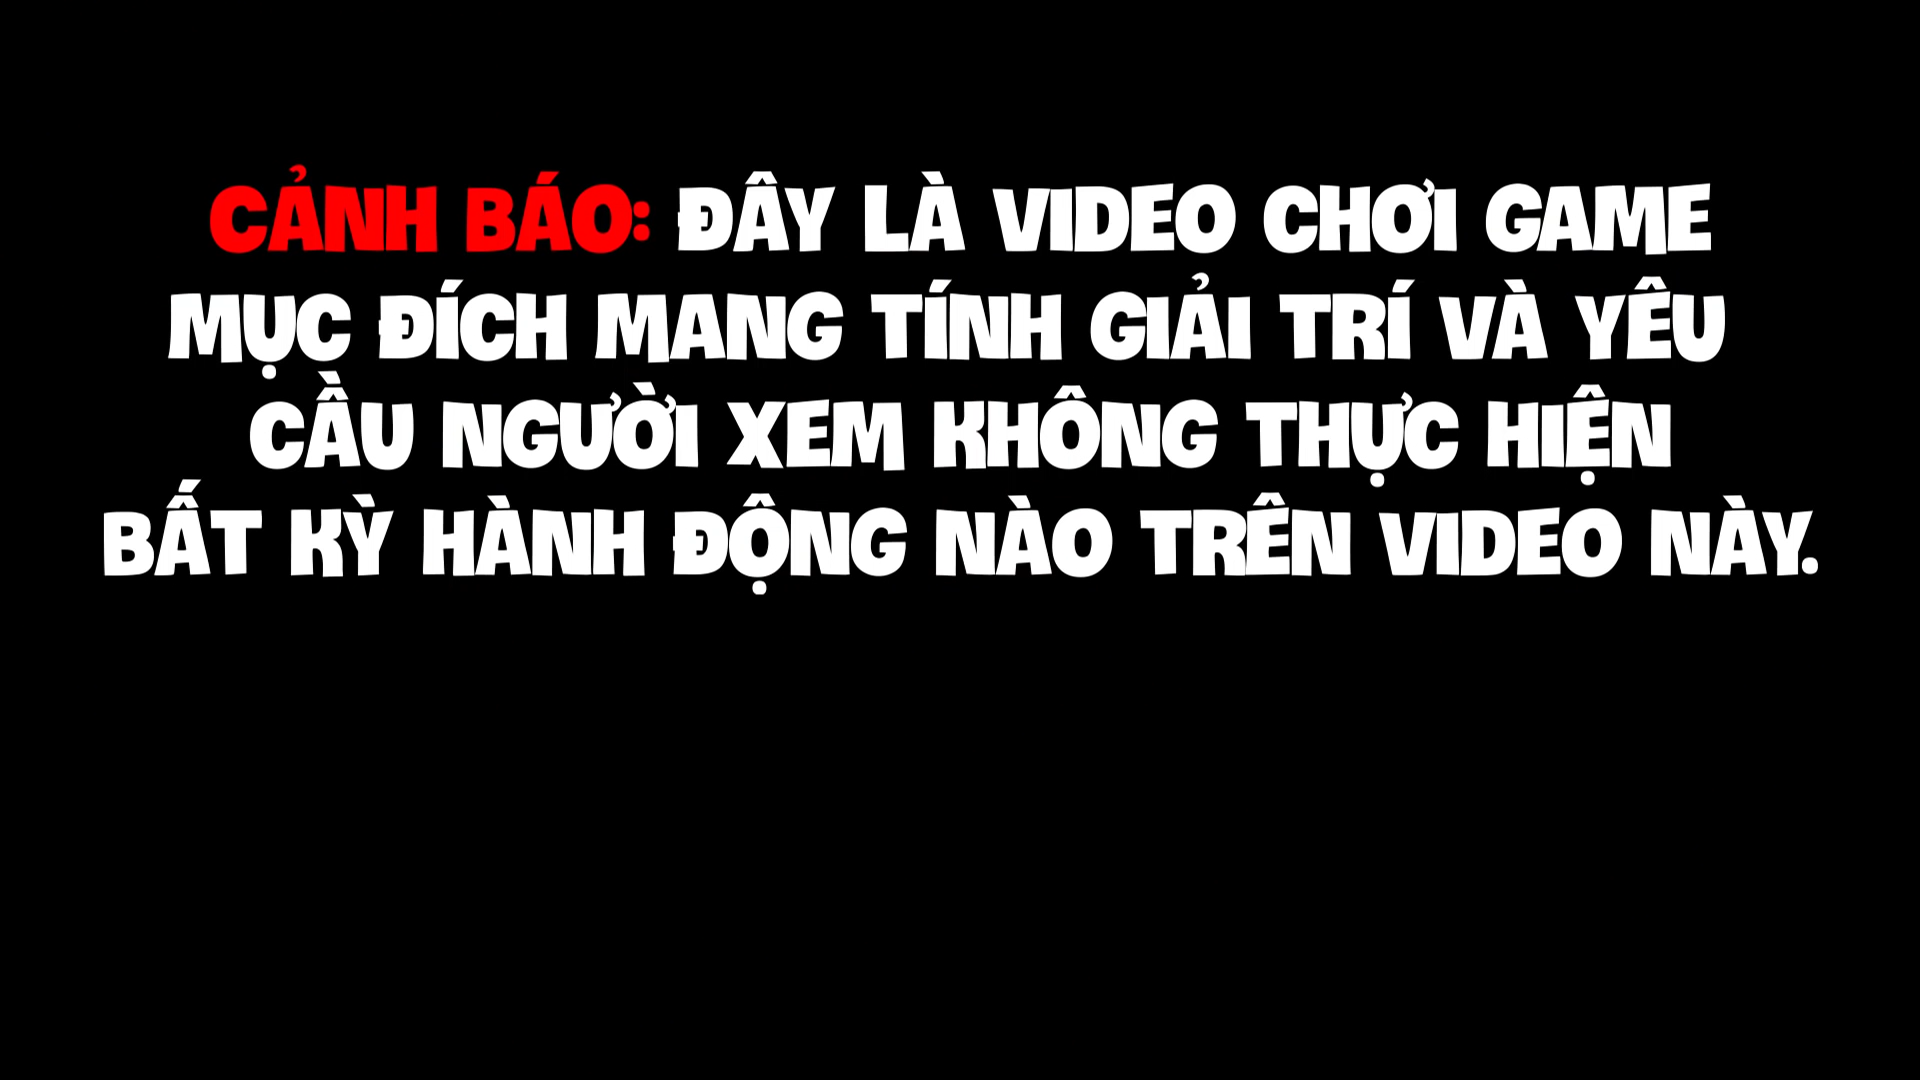 CẢNH BÁO: ĐÂY LÀ VIDEO CHƠI GAME
MỤC ĐÍCH MANG TÍNH GIẢI TRÍ VÀ YÊU
CẦU NGƯỜI XEM KHÔNG THỰC HIỆN
BẤT KỲ HÀNH ĐỘNG NÀO TRÊN VIDEO NÀY.